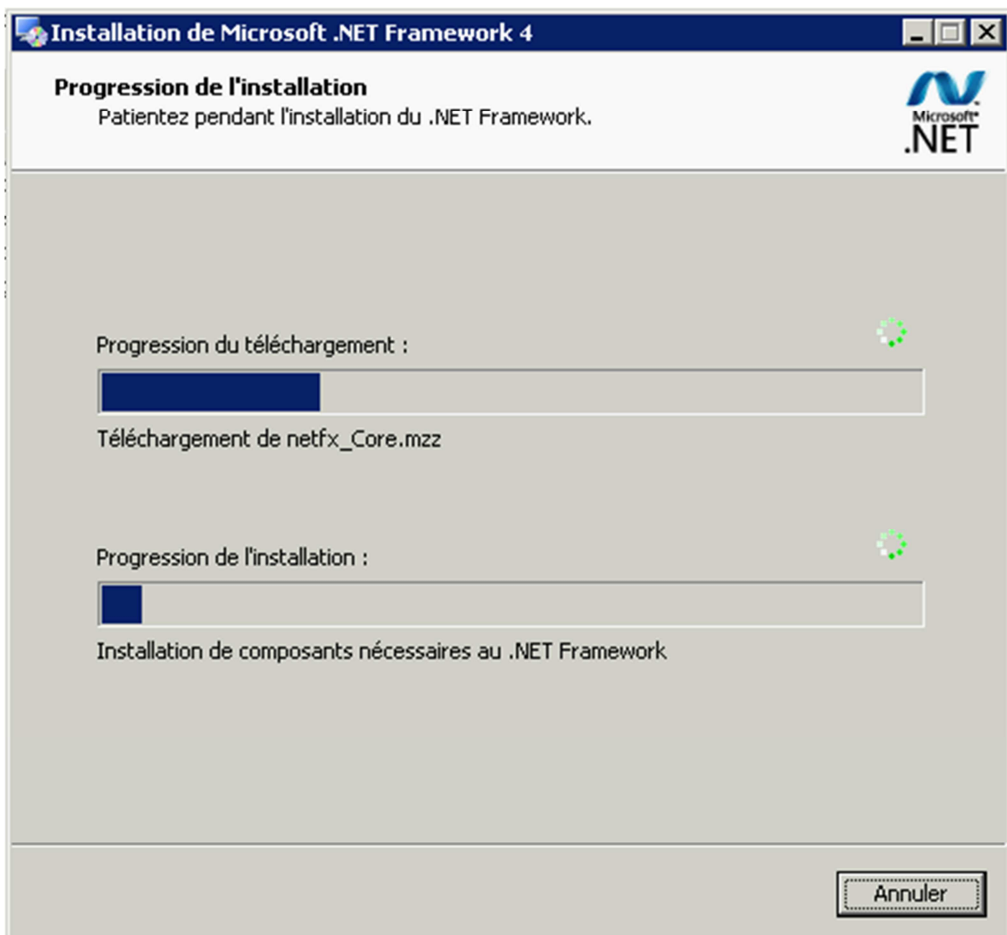 Installation de Microsoft .NET Framework 4
Progression de l'installation
Patientez pendant l'installation du .NET Framework.
Microsoft®
.NET
Progression du téléchargement :
Téléchargement de netfx_Core.mzz
Progression de l'installation :
Installation de composants nécessaires au .NET Framework
Annuler